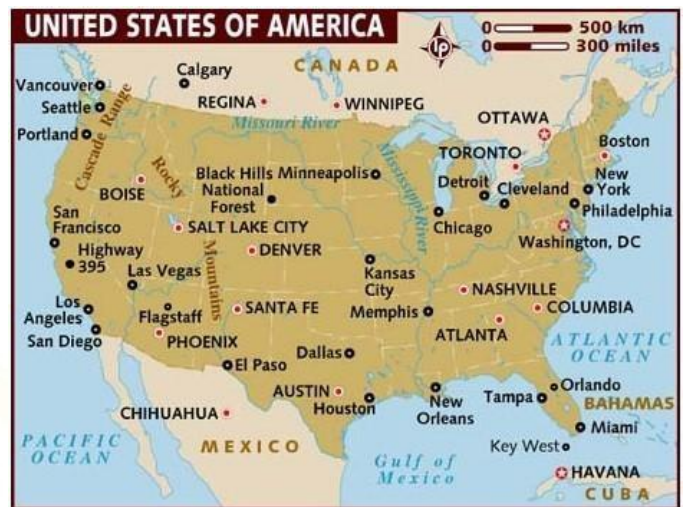 UNITED STATES OF AMERICA
0 500 km
0 300 miles
LP
CANADA
Calgary
Vancouver
REGINA
WINNIPEG
Seattle
Missouri River
OTTAWA
Portland
Cascade Range
TORONTO
Boston
Rocky
Mountains
Black Hills
National
Forest
Minneapolis
Mississippi River
Detroit
Cleveland
New
York
BOISE
Philadelphia
San
Francisco
SALT LAKE CITY
Chicago
Washington, DC
Highway
395
DENVER
Las Vegas
Kansas
City
NASHVILLE
Los
Angeles
Flagstaff
SANTA FE
Memphis
COLUMBIA
San Diego
PHOENIX
ATLANTA
ATLANTIC
OCEAN
Dallas
El Paso
AUSTIN
Houston
New
Orleans
Tampa
Orlando
BAHAMAS
CHIHUAHUA
Miami
PACIFIC
OCEAN
MEXICO
Gulf of
Mexico
Key West
HAVANA
CUBA